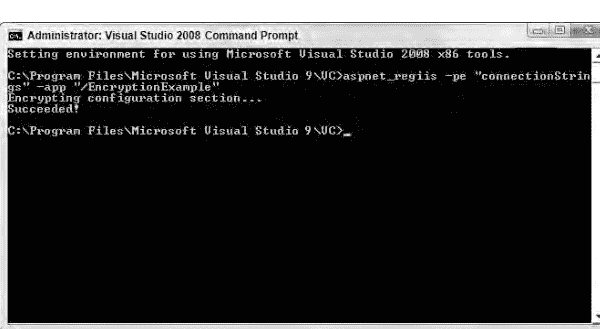 Administrator: Visual Studio 2008 Command Prompt
Setting environment for using Microsoft Visual Studio 2008 x86 tools.
C:\Program Files\Microsoft Visual Studio 9\VC>aspnet_regiis -pe "connectionStrin
gs" -app "/EncryptionExample"
Encrypting configuration section...
Succeeded!
C:\Program Files\Microsoft Visual Studio 9\VC>_